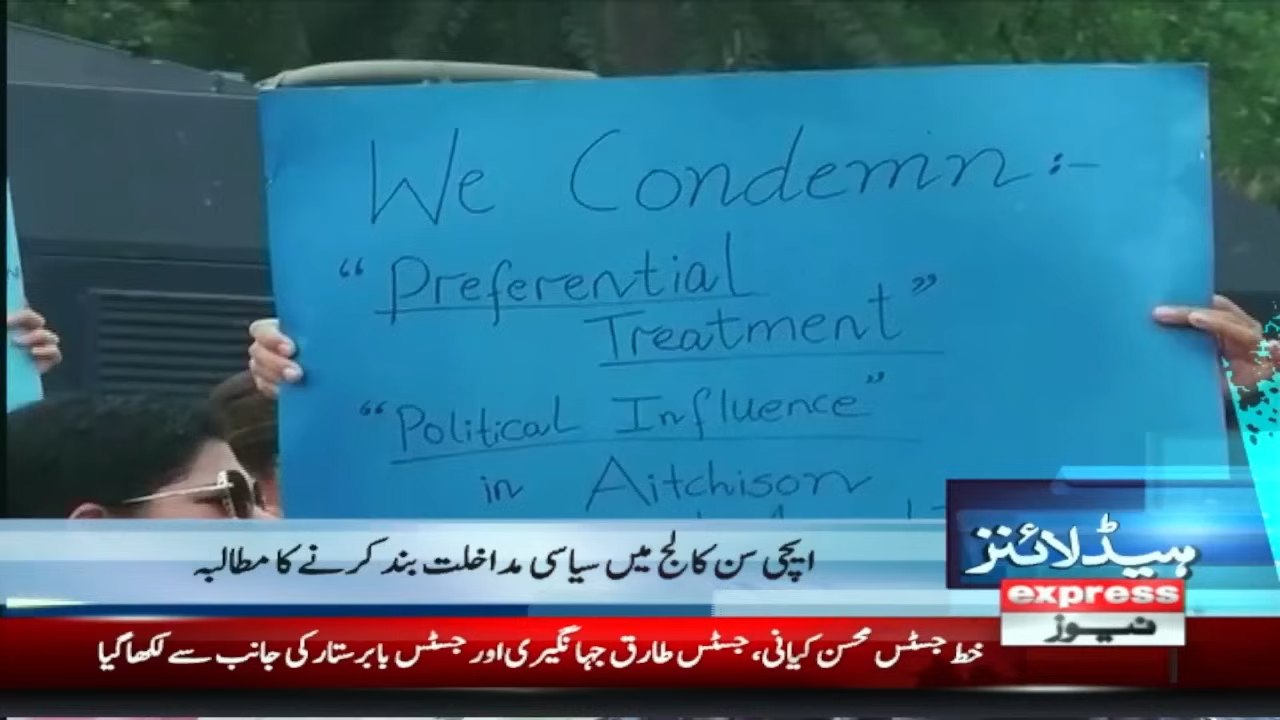 We Condemn:-
“Preferential
Treatment”
“Political Influence”
in Aitchison
ہیڈلائنز
ایچی سن کالج میں سیاسی مداخلت بند کرنے کا مطالبہ
express
نیوز
خط جسٹس محسن کیانی، جسٹس طارق جہانگیری اور جسٹس بابر ستار کی جانب سے لکھا گیا